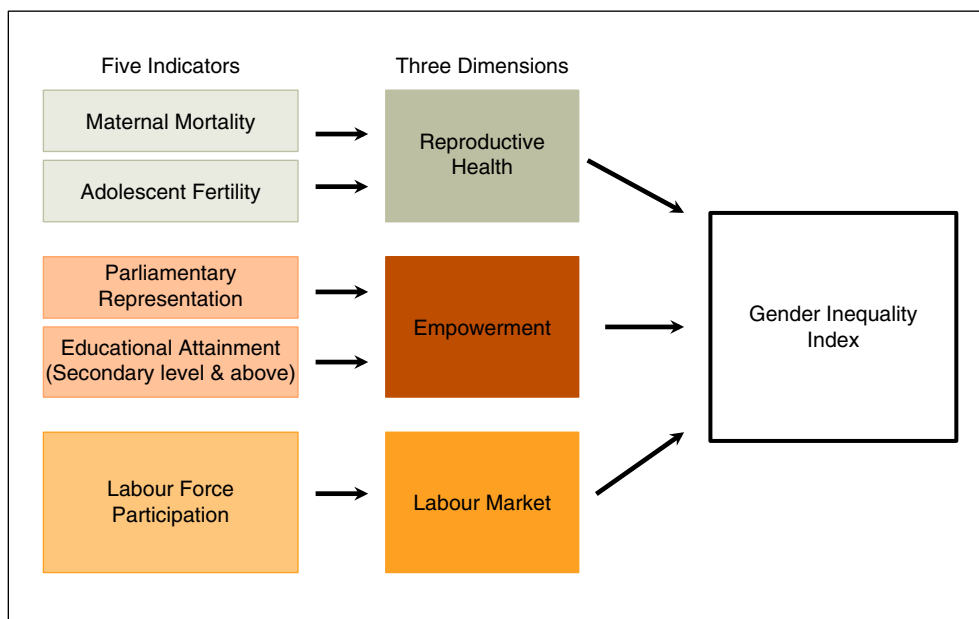 Five Indicators
Three Dimensions
Maternal Mortality
Adolescent Fertility
Reproductive
Health
Parliamentary
Representation
Educational Attainment
(Secondary level & above)
Empowerment
Labour Force
Participation
Labour Market
Gender Inequality
Index